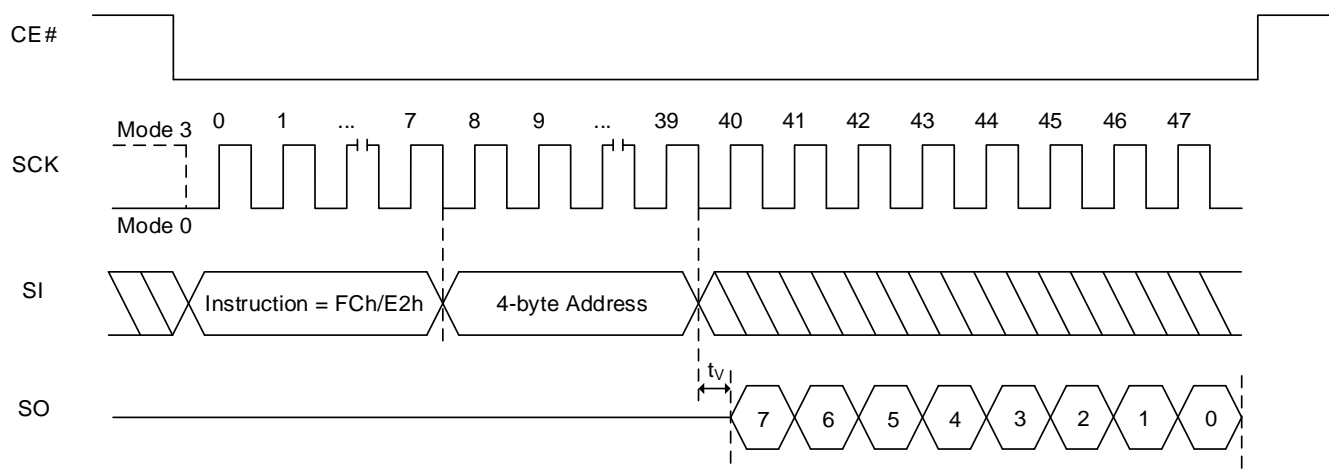 CE#
Mode 3 0 1 ... 7 8 9 ... 39 40 41 42 43 44 45 46 47
SCK
Mode 0
SI Instruction = FCh/E2h 4-byte Address
tV
SO 7 6 5 4 3 2 1 0